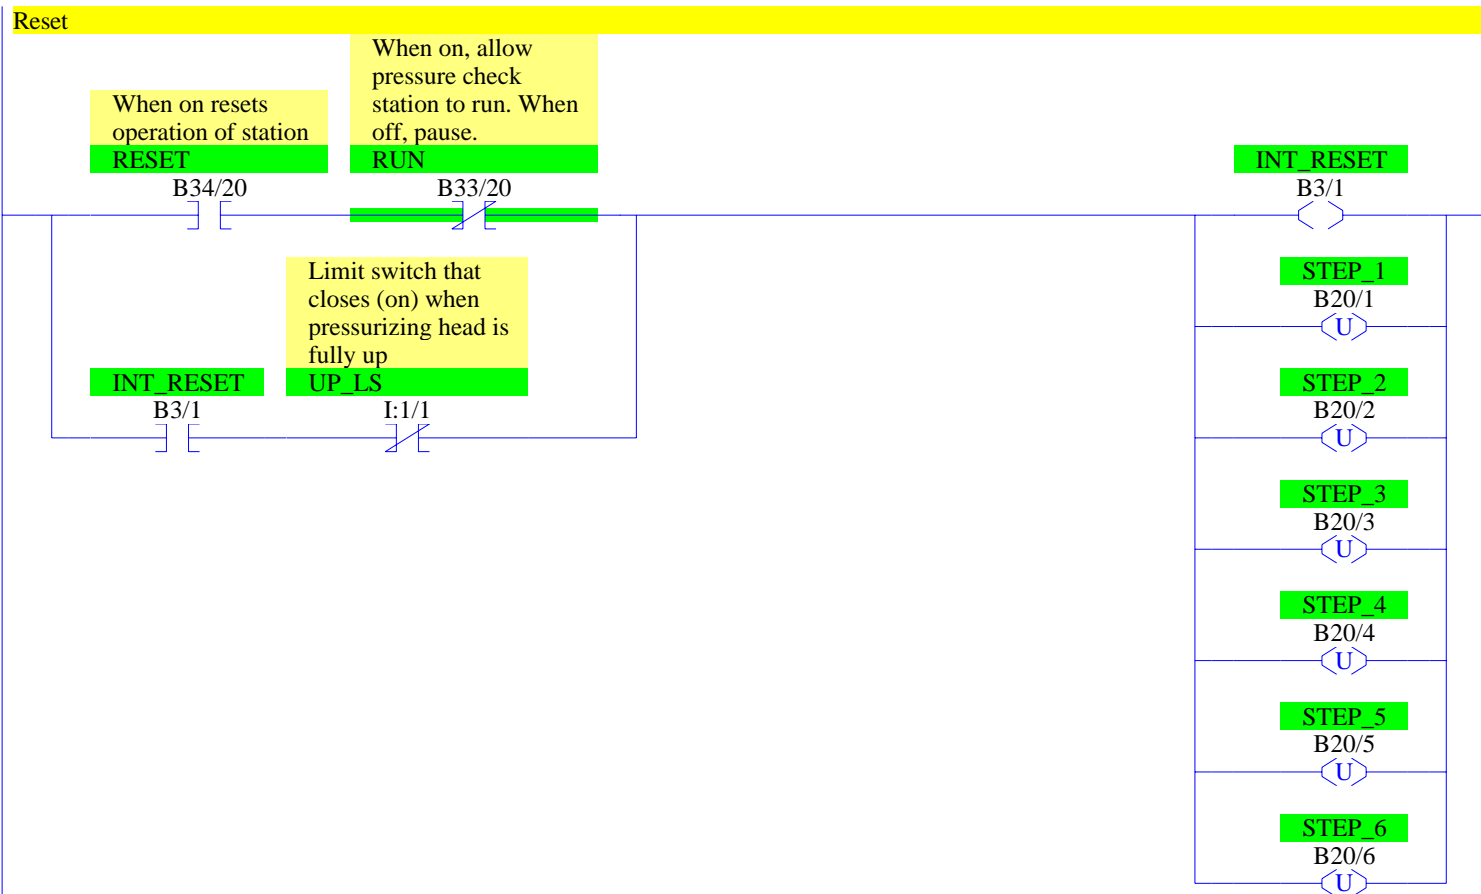 Reset
When on resets
operation of station
RESET
B34/20
When on, allow
pressure check
station to run. When
off, pause.
RUN
B33/20
INT_RESET
B3/1
Limit switch that
closes (on) when
pressurizing head is
fully up
UP_LS
I:1/1
INT_RESET
B3/1
STEP_1
B20/1
U
STEP_2
B20/2
U
STEP_3
B20/3
U
STEP_4
B20/4
U
STEP_5
B20/5
U
STEP_6
B20/6
U